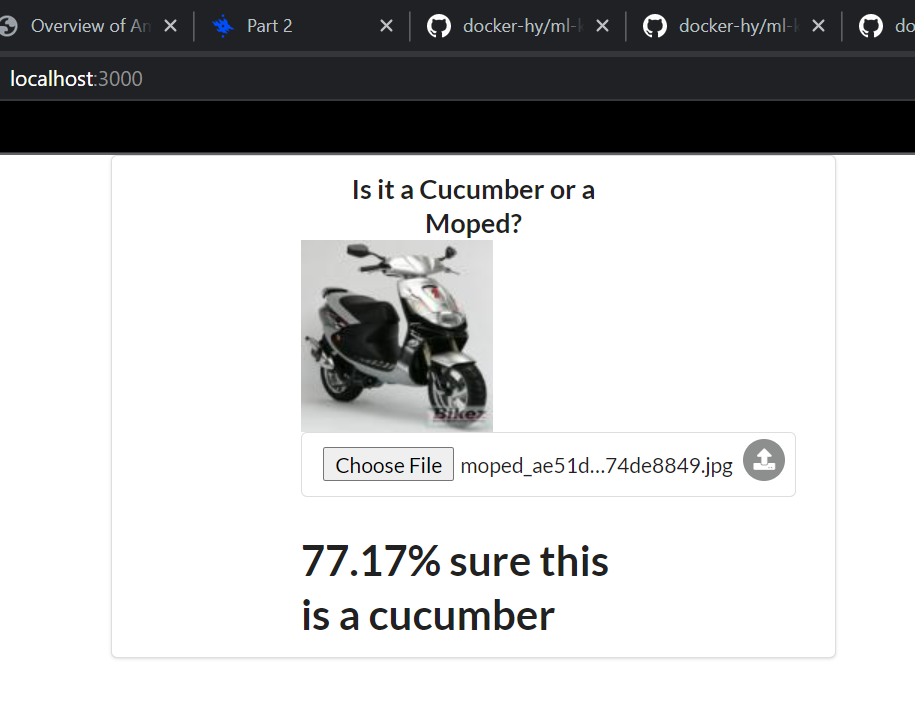 Overview of An
Part 2
docker-hy/ml-k
docker-hy/ml-k
do
localhost:3000
Is it a Cucumber or a
Moped?
Bikez
Choose File moped_ae51d...74de8849.jpg
77.17% sure this
is a cucumber